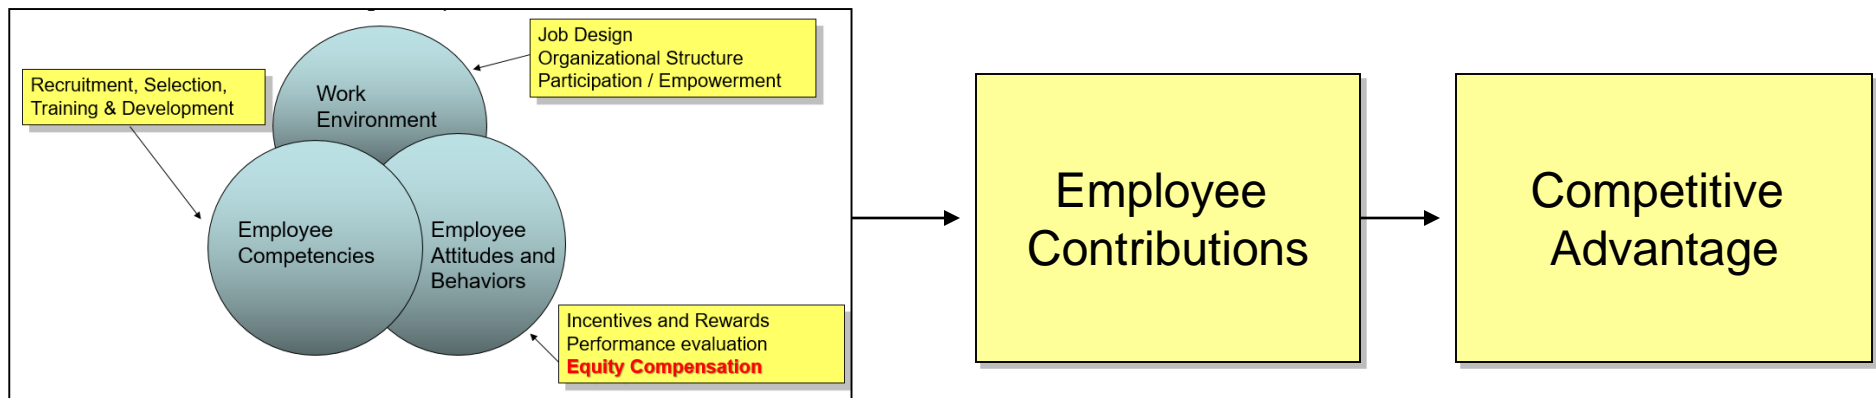 Job Design
Organizational Structure
Participation / Empowerment
Recruitment, Selection,
Training & Development
Work
Environment
Employee
Competencies
Employee
Attitudes and
Behaviors
Incentives and Rewards
Performance evaluation
Equity Compensation
Employee
Contributions
Competitive
Advantage